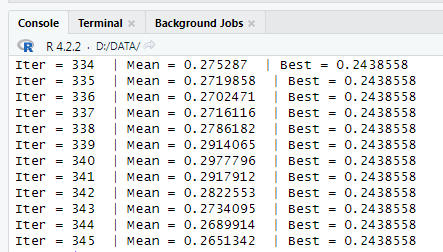 Console Terminal × Background Jobs ×
R R 4.2.2 · D:/DATA/
Iter = 334 | Mean = 0.275287 | Best = 0.2438558
Iter = 335 | Mean = 0.2719858 | Best = 0.2438558
Iter = 336 | Mean = 0.2702471 | Best = 0.2438558
Iter = 337 | Mean = 0.2716116 | Best = 0.2438558
Iter = 338 | Mean = 0.2786182 | Best = 0.2438558
Iter = 339 | Mean = 0.2914065 | Best = 0.2438558
Iter = 340 | Mean = 0.2977796 | Best = 0.2438558
Iter = 341 | Mean = 0.2917912 | Best = 0.2438558
Iter = 342 | Mean = 0.2822553 | Best = 0.2438558
Iter = 343 | Mean = 0.2734095 | Best = 0.2438558
Iter = 344 | Mean = 0.2689914 | Best = 0.2438558
Iter = 345 | Mean = 0.2651342 | Best = 0.2438558